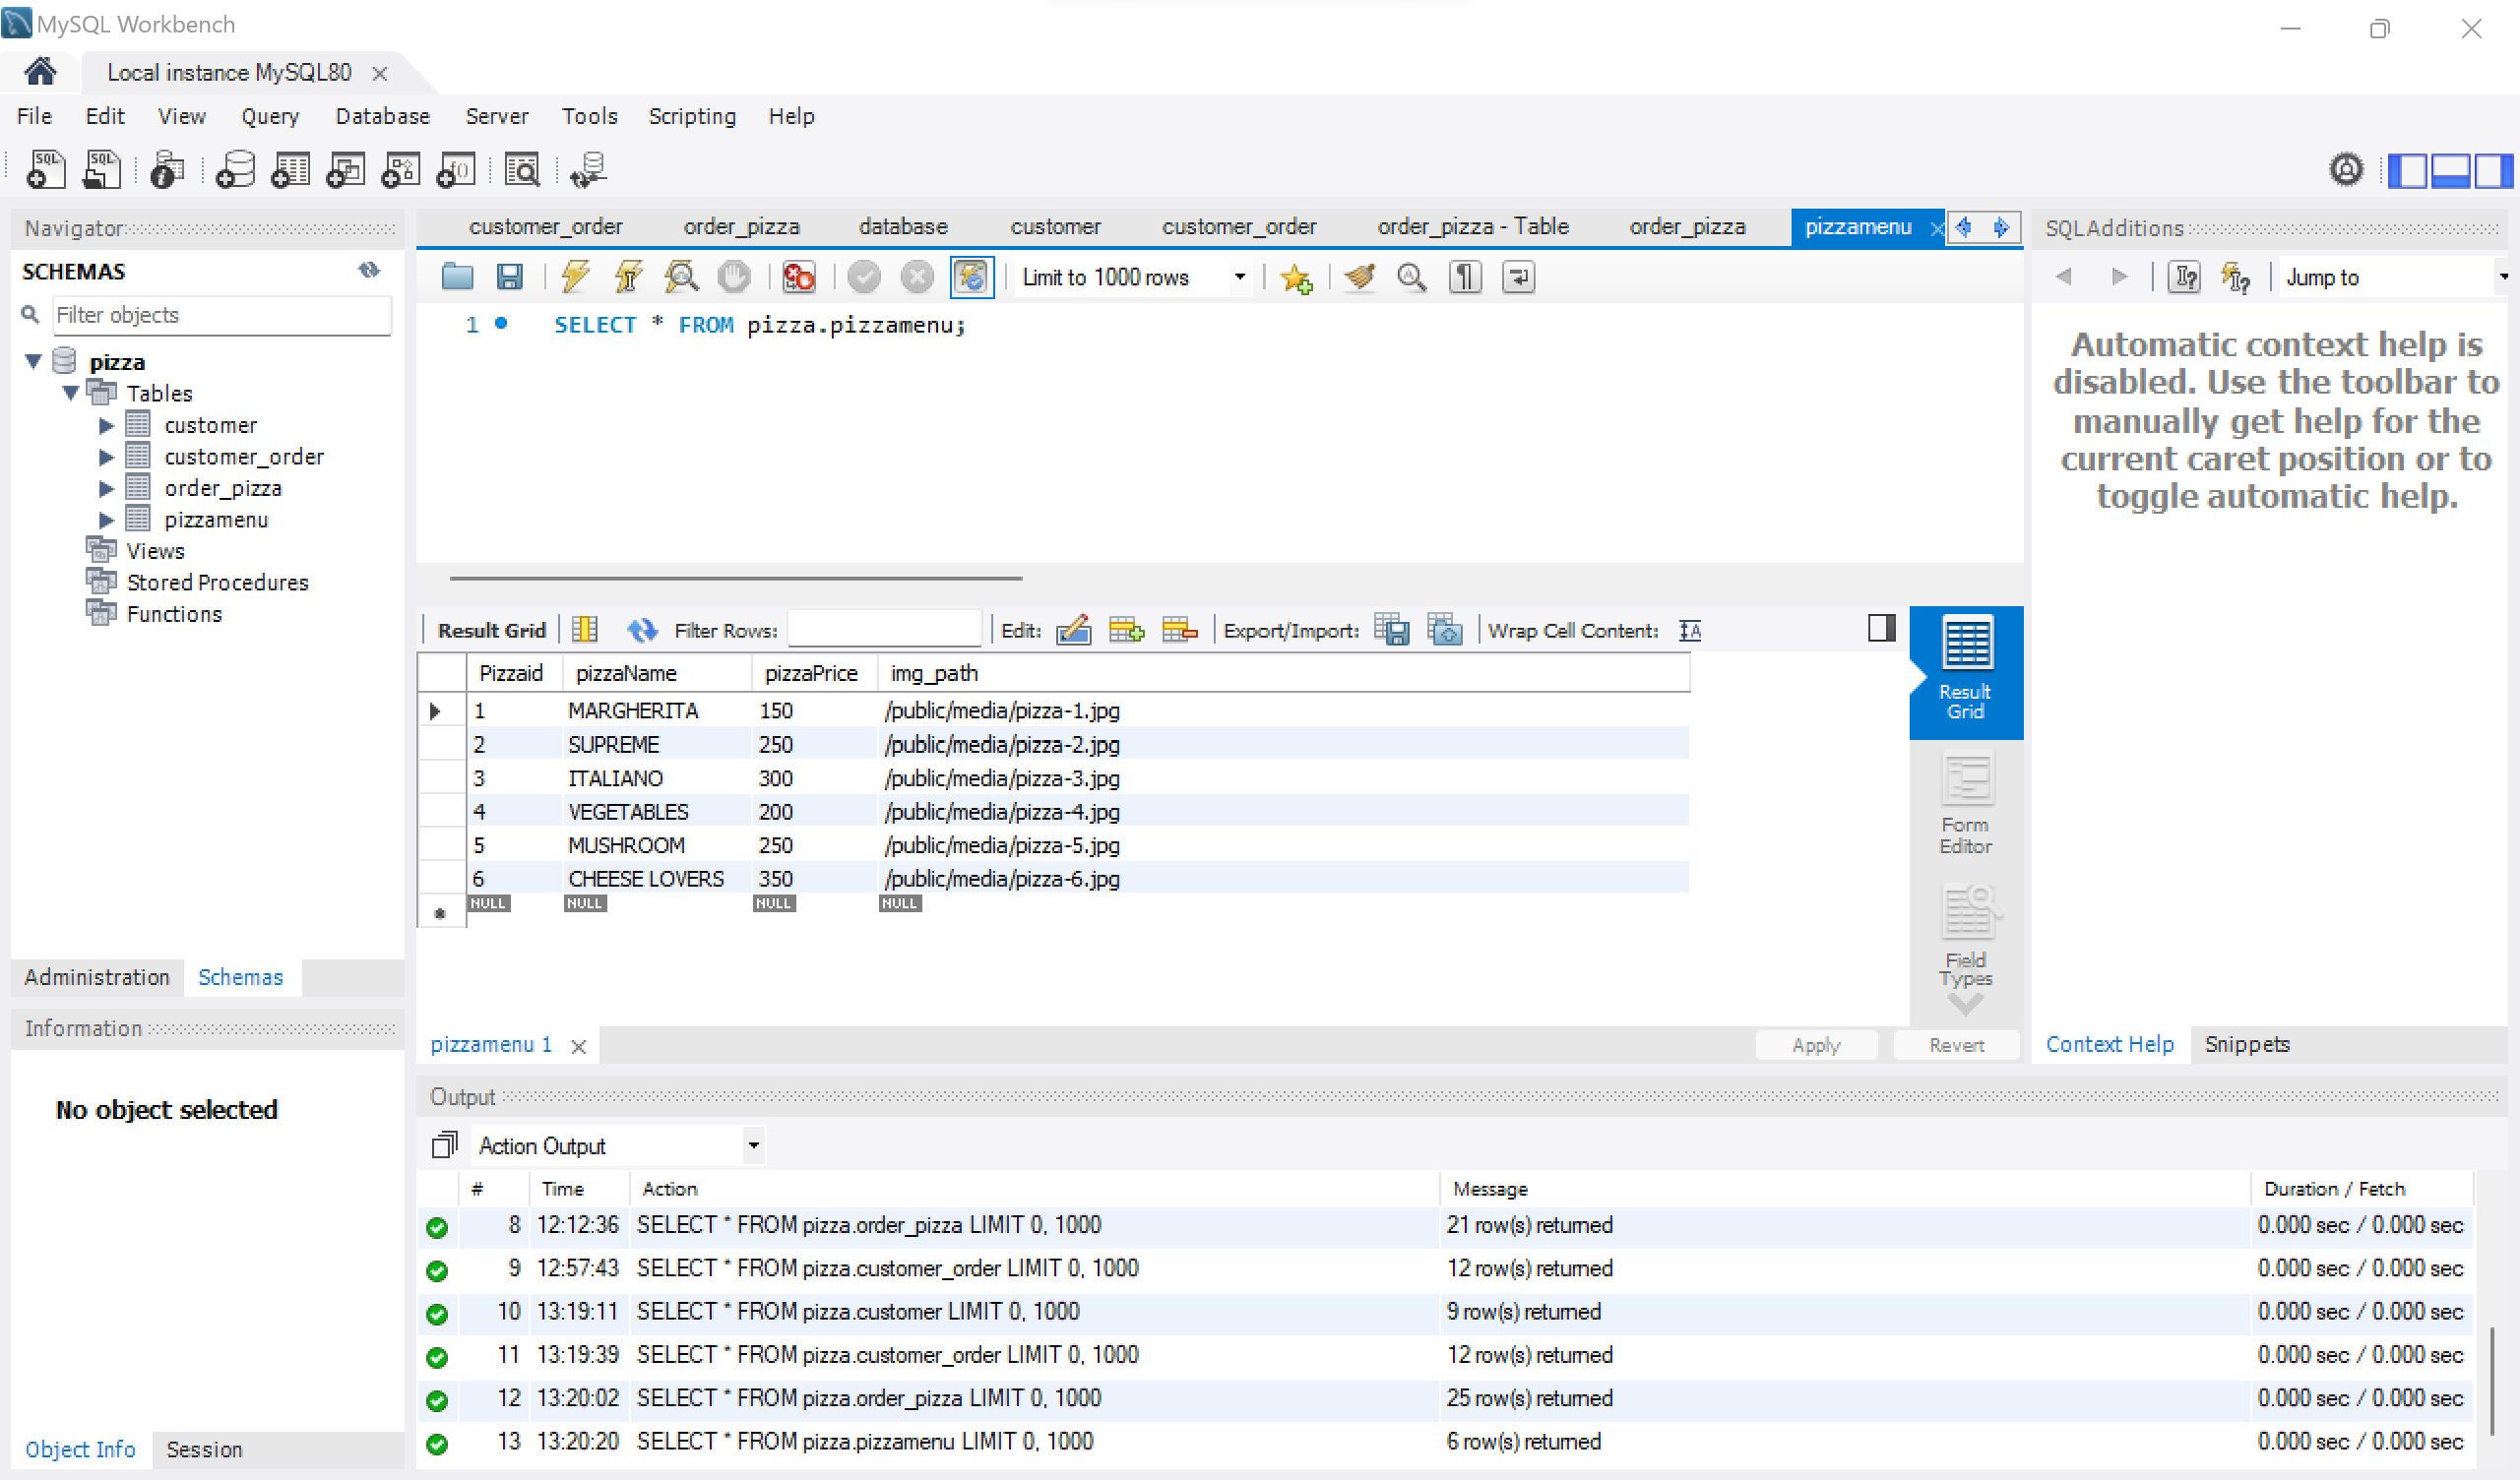 MySQL Workbench
Local instance MySQL80
File Edit View Query Database Server Tools Scripting Help
Navigator
SCHEMAS
Filter objects
pizza
Tables
customer
customer_order
order_pizza
pizzamenu
Views
Stored Procedures
Functions
Administration Schemas
Information
No object selected
Object Info Session
customer_order order_pizza database customer customer_order order_pizza - Table order_pizza pizzamenu
Limit to 1000 rows
1 SELECT * FROM pizza.pizzamenu;
Result Grid Filter Rows: Edit: Export/Import: Wrap Cell Content:
Pizzaid pizzaName pizzaPrice img_path
1 MARGHERITA 150 /public/media/pizza-1.jpg
2 SUPREME 250 /public/media/pizza-2.jpg
3 ITALIANO 300 /public/media/pizza-3.jpg
4 VEGETABLES 200 /public/media/pizza-4.jpg
5 MUSHROOM 250 /public/media/pizza-5.jpg
6 CHEESE LOVERS 350 /public/media/pizza-6.jpg
NULL NULL NULL NULL
Result
Grid
Form
Editor
Field
Types
pizzamenu 1
Apply Revert
SQLAdditions
Jump to
Automatic context help is
disabled. Use the toolbar to
manually get help for the
current caret position or to
toggle automatic help.
Context Help Snippets
Output
Action Output
# Time Action Message Duration / Fetch
8 12:12:36 SELECT * FROM pizza.order_pizza LIMIT 0, 1000 21 row(s) returned 0.000 sec / 0.000 sec
9 12:57:43 SELECT * FROM pizza.customer_order LIMIT 0, 1000 12 row(s) returned 0.000 sec / 0.000 sec
10 13:19:11 SELECT * FROM pizza.customer LIMIT 0, 1000 9 row(s) returned 0.000 sec / 0.000 sec
11 13:19:39 SELECT * FROM pizza.customer_order LIMIT 0, 1000 12 row(s) returned 0.000 sec / 0.000 sec
12 13:20:02 SELECT * FROM pizza.order_pizza LIMIT 0, 1000 25 row(s) returned 0.000 sec / 0.000 sec
13 13:20:20 SELECT * FROM pizza.pizzamenu LIMIT 0, 1000 6 row(s) returned 0.000 sec / 0.000 sec